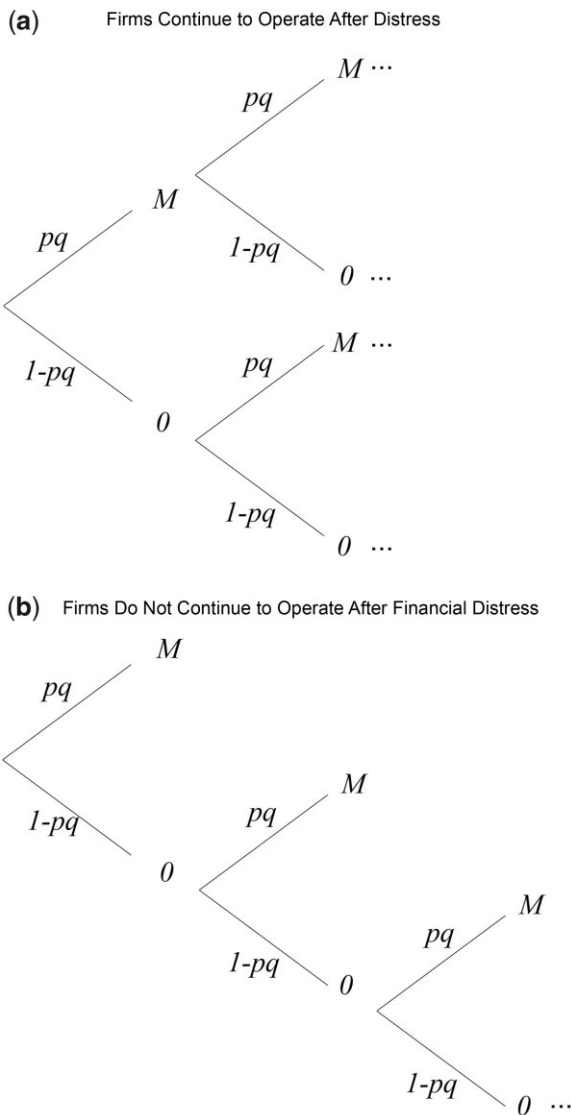 (a) Firms Continue to Operate After Distress
M ...
pq
M
pq
1-pq
0 ...
M ...
1-pq
pq
0
1-pq
0 ...
(b) Firms Do Not Continue to Operate After Financial Distress
M
pq
M
1-pq
pq
0
M
pq
1-pq
0
1-pq
0 ...